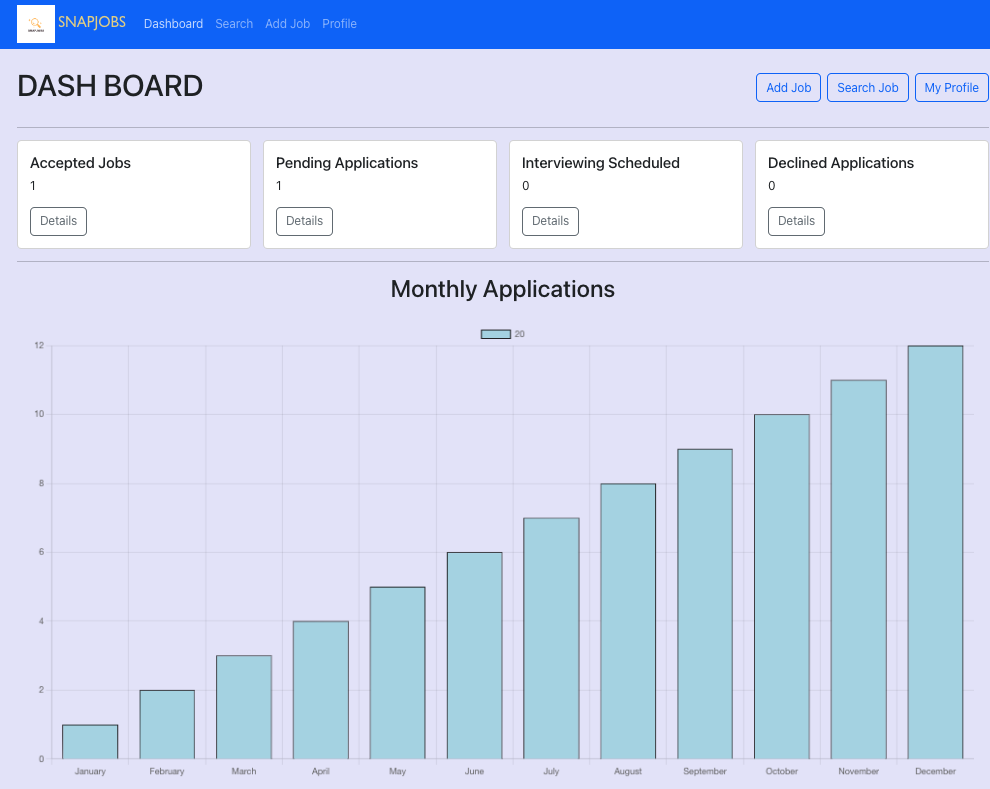 SNAPJOBS Dashboard Search Add Job Profile
DASH BOARD
Add Job Search Job My Profile
Accepted Jobs
1
Details
Pending Applications
1
Details
Interviewing Scheduled
0
Details
Declined Applications
0
Details
Monthly Applications
20
12
10
8
6
4
2
0
January February March April May June July August September October November December